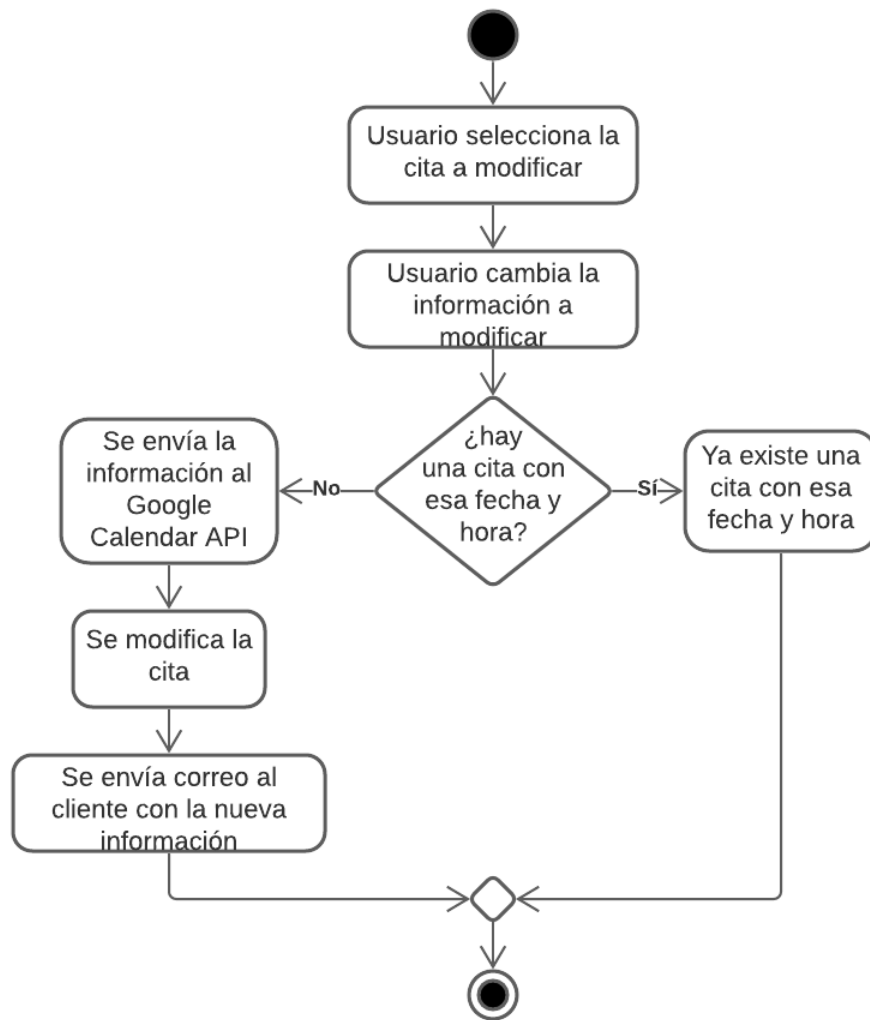 Usuario selecciona la
cita a modificar
Usuario cambia la
información a
modificar
¿hay
una cita con
esa fecha y
hora?
No
Sí
Se envía la
información al
Google
Calendar API
Ya existe una
cita con esa
fecha y hora
Se modifica la
cita
Se envía correo al
cliente con la nueva
información